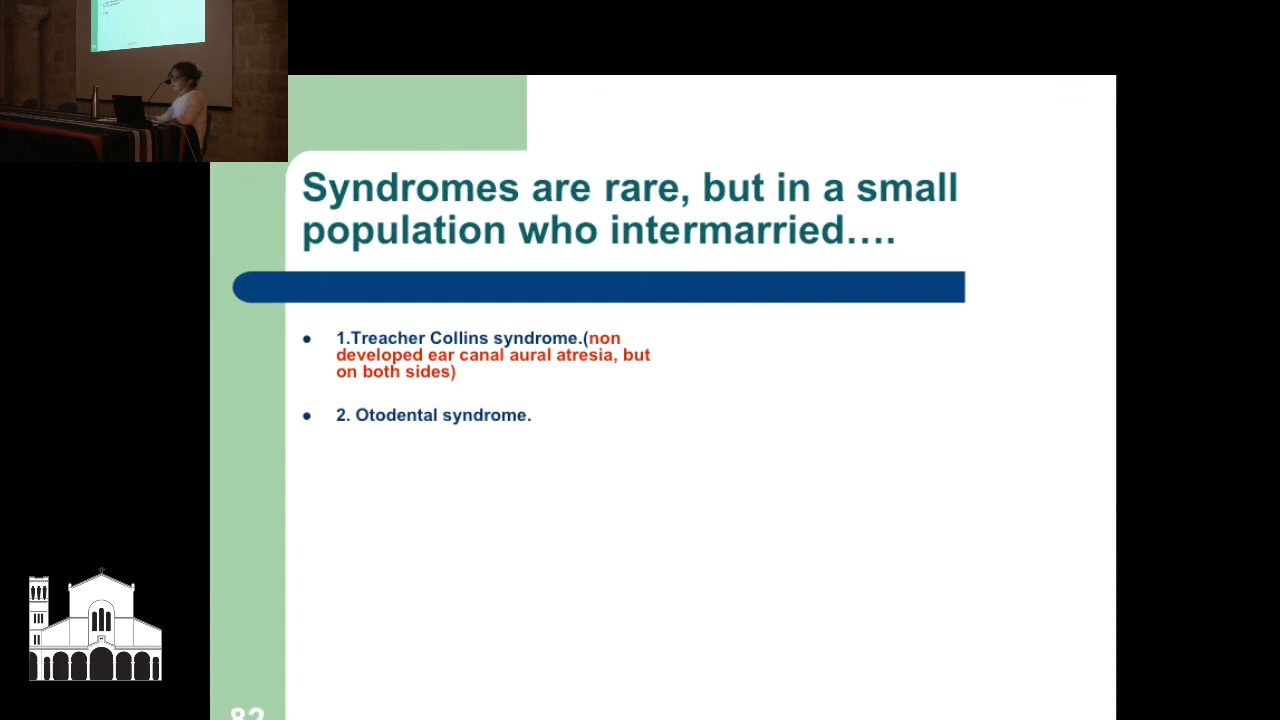 Syndromes are rare, but in a small
population who intermarried….
1.Treacher Collins syndrome.(non
developed ear canal aural atresia, but
on both sides)
2. Otodental syndrome.
82